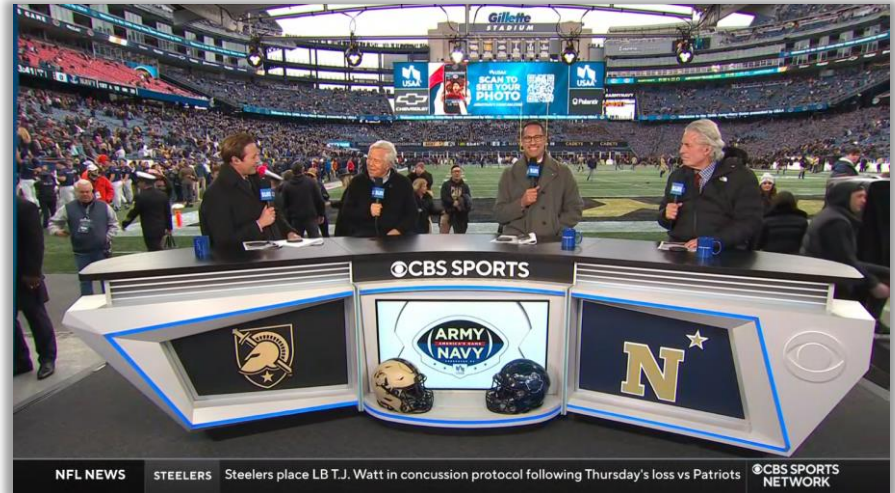 Gillette
STADIUM
USAA
SCAN TO
SEE YOUR
PHOTO
USAA
CHEVROLET
Palantir
CBS SPORTS
ARMY
AMERICA'S GAME
NAVY
N
NFL NEWS
STEELERS
Steelers place LB T.J. Watt in concussion protocol following Thursday's loss vs Patriots
CBS SPORTS
NETWORK